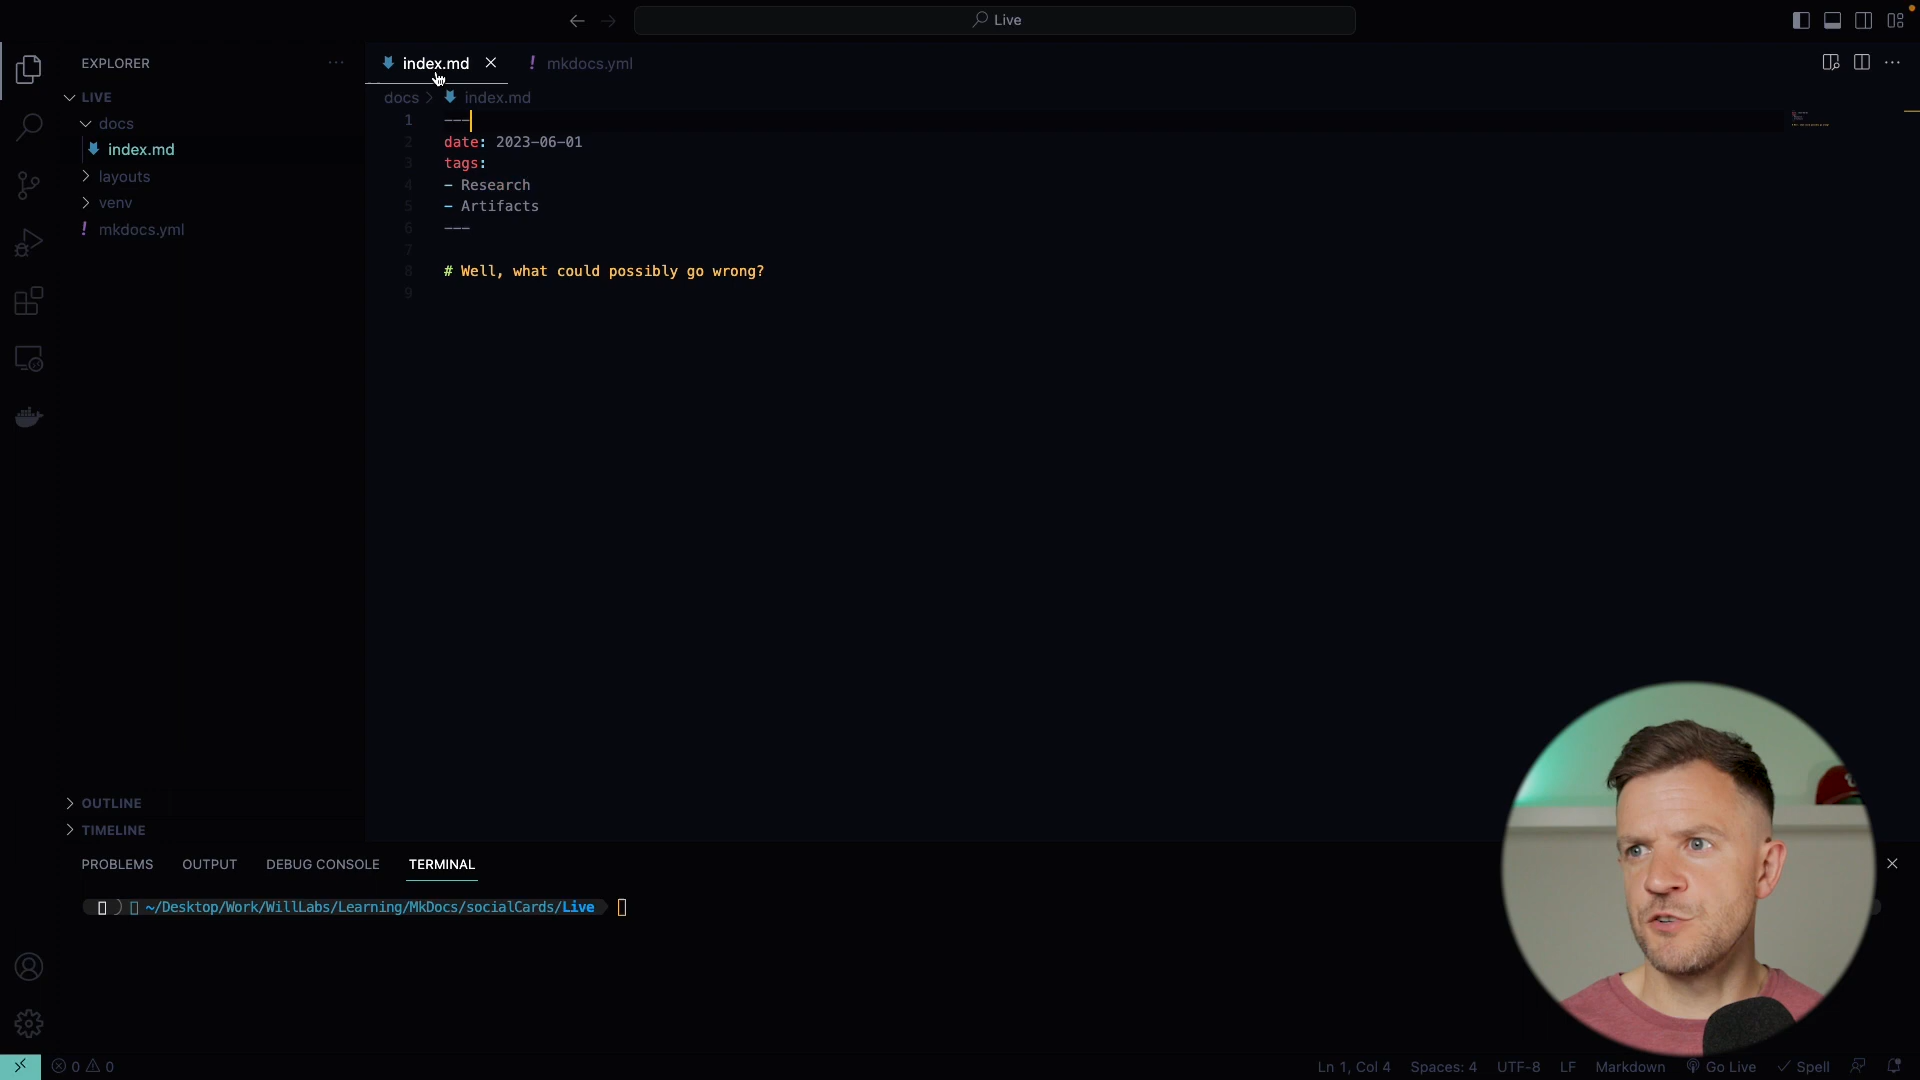 Live
EXPLORER
LIVE
docs
index.md
layouts
venv
mkdocs.yml
OUTLINE
TIMELINE
index.md
! mkdocs.yml
docs > index.md
1 ---
2 date: 2023-06-01
3 tags:
4 - Research
5 - Artifacts
6 ---
7
8 # Well, what could possibly go wrong?
9
PROBLEMS OUTPUT DEBUG CONSOLE TERMINAL
~/Desktop/Work/WillLabs/Learning/MkDocs/socialCards/Live
0 0 Ln 1, Col 4 Spaces: 4 UTF-8 LF Markdown Go Live Spell